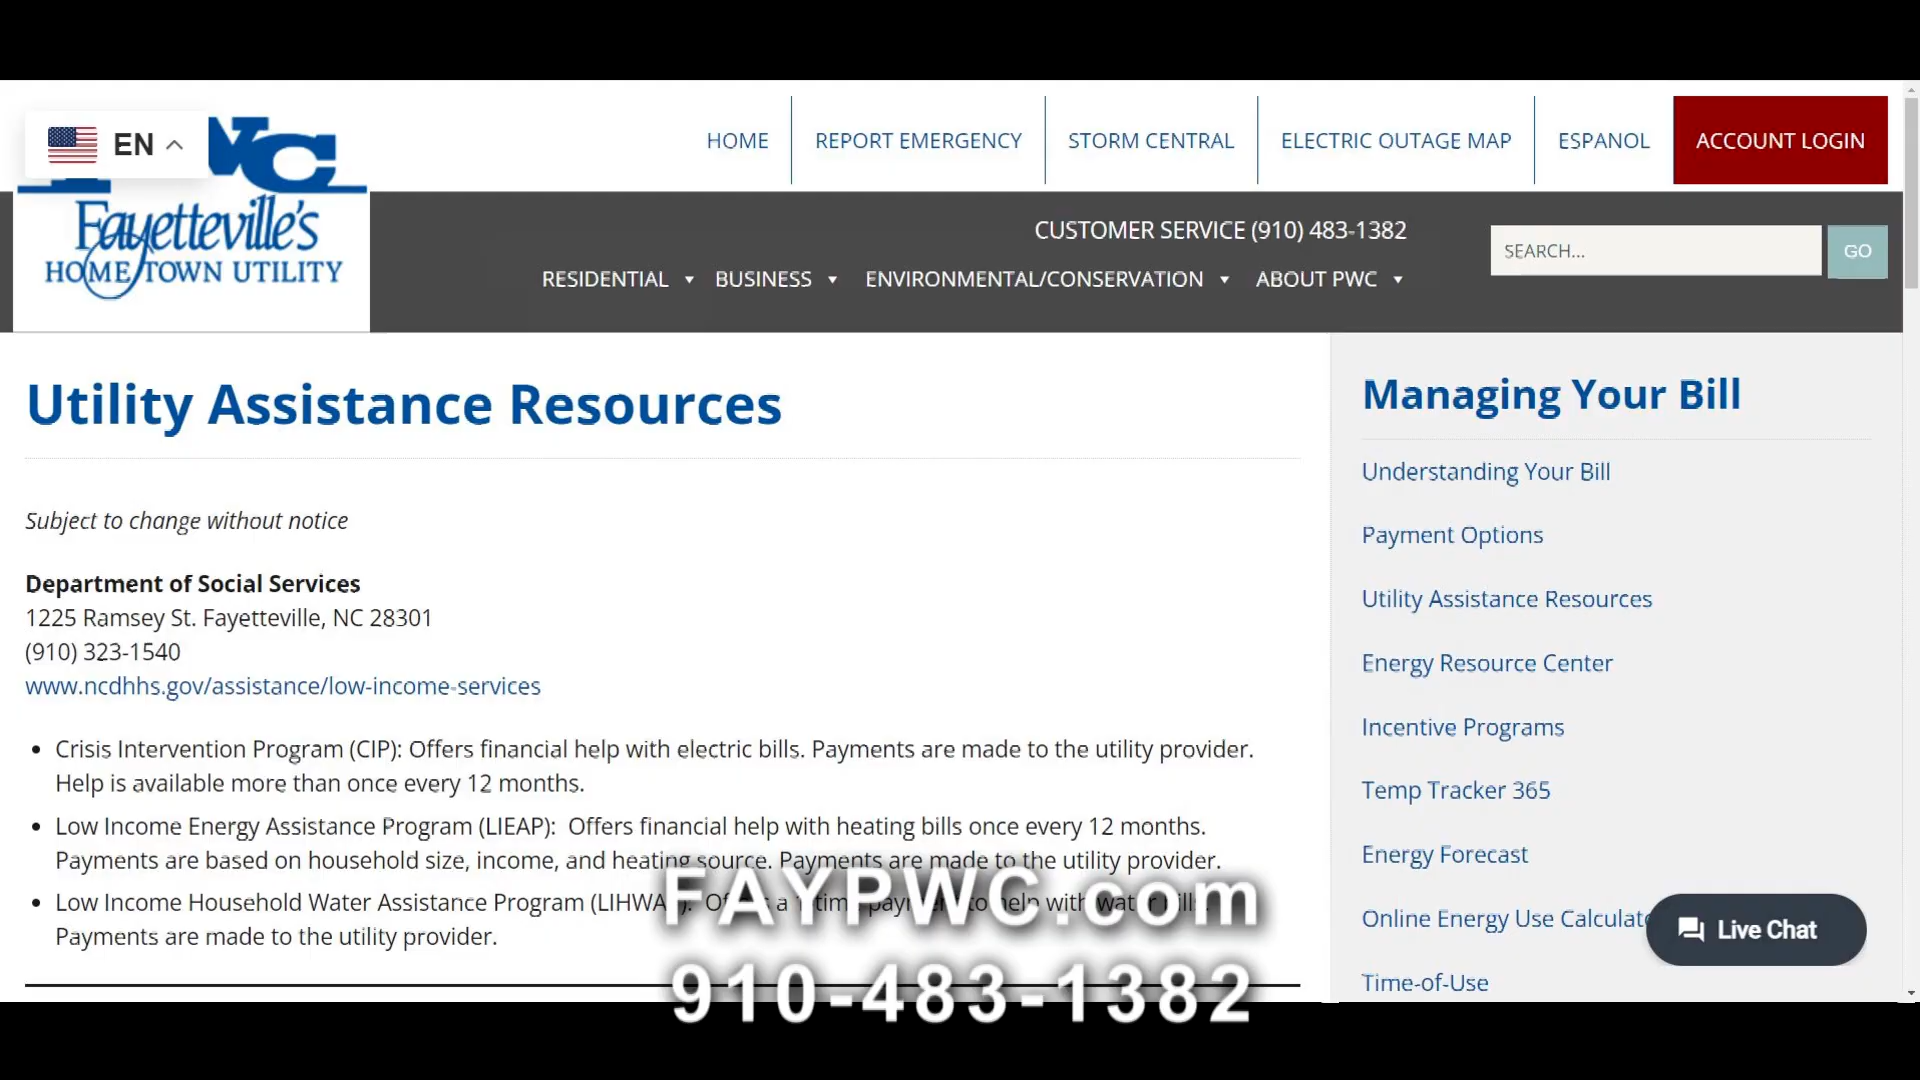 EN
HOME
REPORT EMERGENCY
STORM CENTRAL
ELECTRIC OUTAGE MAP
ESPANOL
ACCOUNT LOGIN
Fayetteville's
HOMETOWN UTILITY
CUSTOMER SERVICE (910) 483-1382
SEARCH...
GO
RESIDENTIAL
BUSINESS
ENVIRONMENTAL/CONSERVATION
ABOUT PWC
Utility Assistance Resources
Subject to change without notice
Department of Social Services
1225 Ramsey St. Fayetteville, NC 28301
(910) 323-1540
www.ncdhhs.gov/assistance/low-income-services
Crisis Intervention Program (CIP): Offers financial help with electric bills. Payments are made to the utility provider.
Help is available more than once every 12 months.
Low Income Energy Assistance Program (LIEAP): Offers financial help with heating bills once every 12 months.
Payments are based on household size, income, and heating source. Payments are made to the utility provider.
Low Income Household Water Assistance Program help with water bills.
Payments are made to the utility provider.
Managing Your Bill
Understanding Your Bill
Payment Options
Utility Assistance Resources
Energy Resource Center
Incentive Programs
Temp Tracker 365
Energy Forecast
Online Energy Use
Time-of-Use
Live Chat
FAYPWC.com
910-483-1382